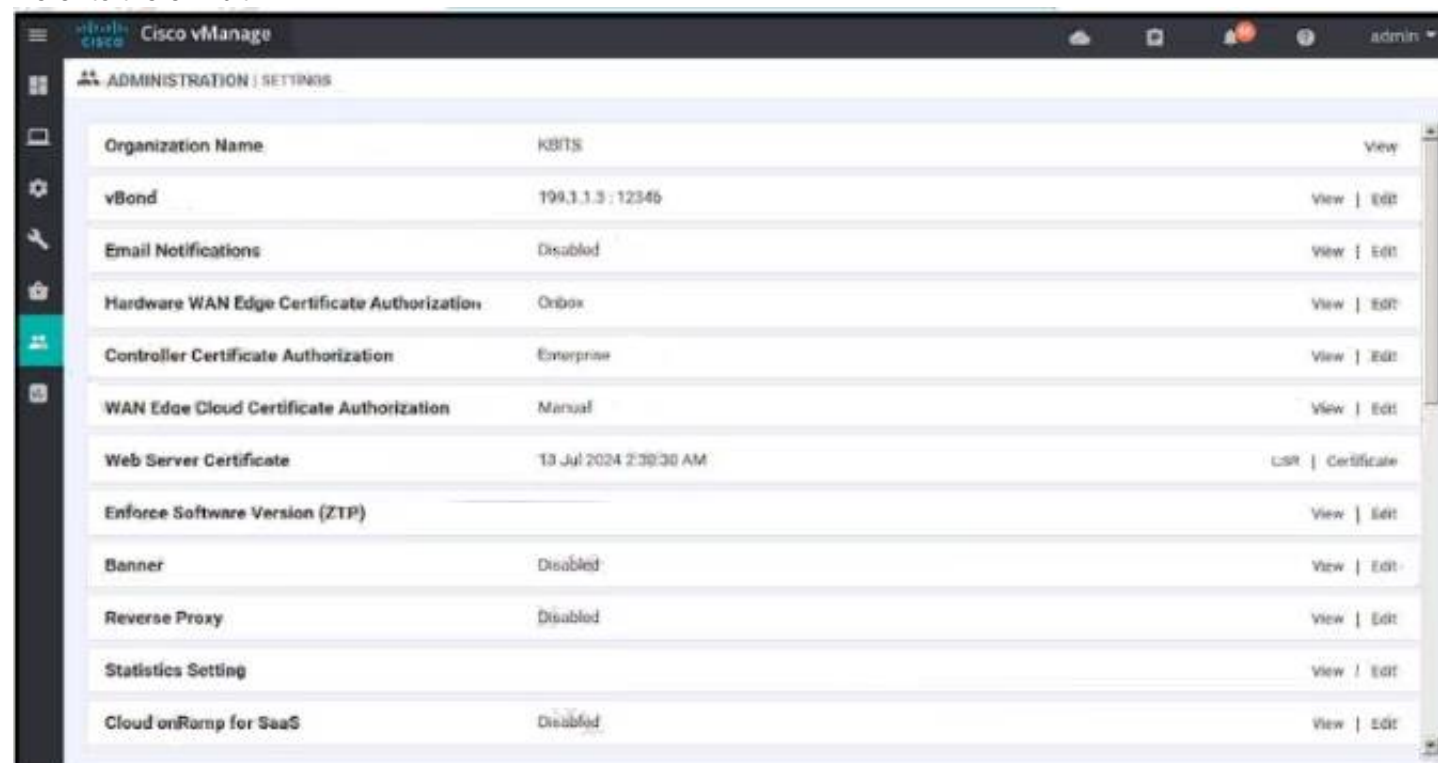 CISCO Cisco vManage admin
ADMINISTRATION | SETTINGS
Organization Name KBITS View
vBond 199.1.1.3 : 12346 View | Edit
Email Notifications Disabled View | Edit
Hardware WAN Edge Certificate Authorization Onbox View | Edit
Controller Certificate Authorization Enterprise View | Edit
WAN Edge Cloud Certificate Authorization Manual View | Edit
Web Server Certificate 13 Jul 2024 2:30:30 AM CSR | Certificate
Enforce Software Version (ZTP) View | Edit
Banner Disabled View | Edit
Reverse Proxy Disabled View | Edit
Statistics Setting View | Edit
Cloud onRamp for SaaS Disabled View | Edit